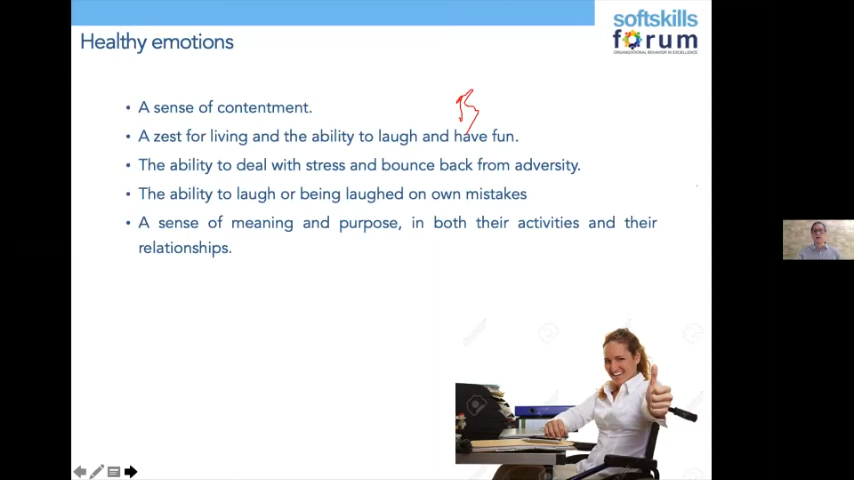 Healthy emotions
softskills
forum
ORGANIZATIONAL BEHAVIOR IN EXCELLENCE
• A sense of contentment.
• A zest for living and the ability to laugh and have fun.
• The ability to deal with stress and bounce back from adversity.
• The ability to laugh or being laughed on own mistakes
• A sense of meaning and purpose, in both their activities and their
relationships.